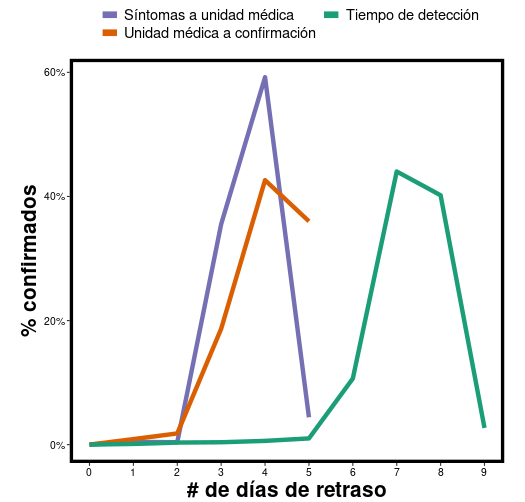 Síntomas a unidad médica
Tiempo de detección
Unidad médica a confirmación
60%
40%
20%
0%
% confirmados
0 1 2 3 4 5 6 7 8 9
# de días de retraso